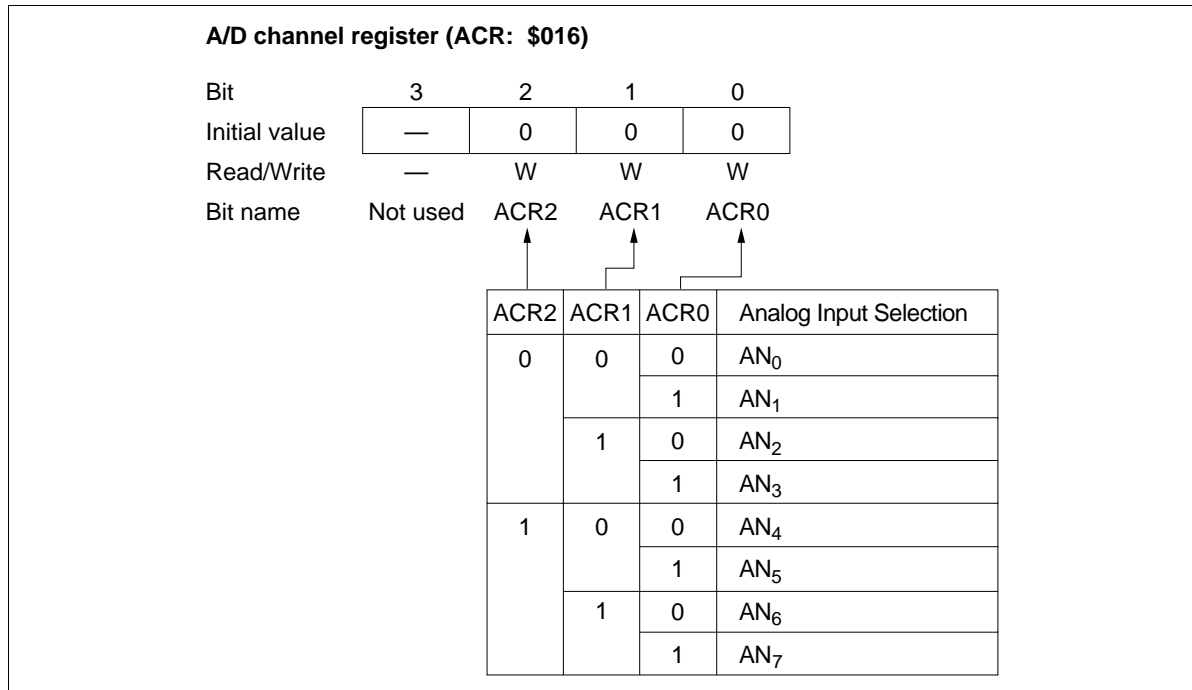 A/D channel register (ACR: $016)
Bit 3 2 1 0
Initial value — 0 0 0
Read/Write — W W W
Bit name Not used ACR2 ACR1 ACR0
ACR2 ACR1 ACR0 Analog Input Selection
0 0 0 AN₀
1 AN₁
1 0 AN₂
1 AN₃
1 0 0 AN₄
1 AN₅
1 0 AN₆
1 AN₇